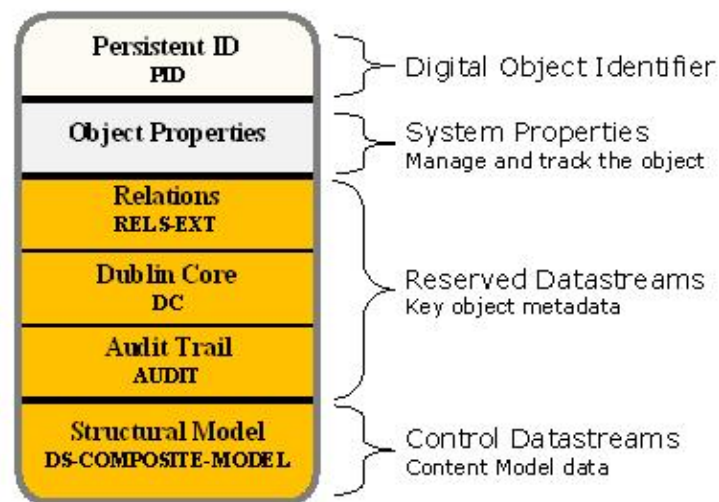 Persistent ID
PID
Digital Object Identifier
Object Properties
System Properties
Manage and track the object
Relations
RELS-EXT
Dublin Core
DC
Reserved Datastreams
Key object metadata
Audit Trail
AUDIT
Structural Model
DS-COMPOSITE-MODEL
Control Datastreams
Content Model data